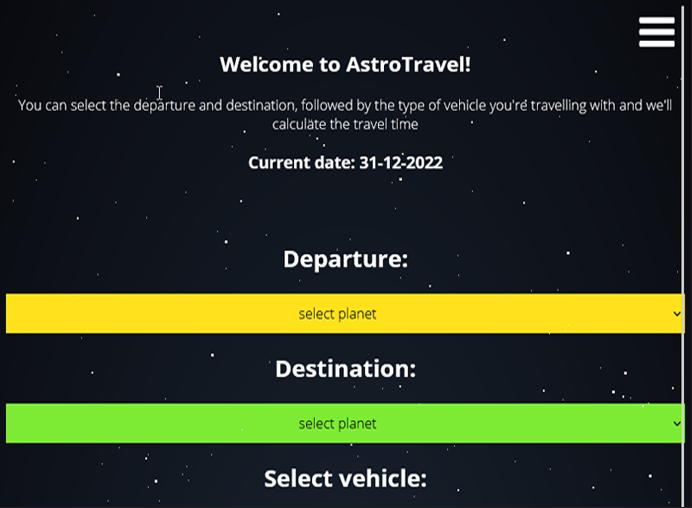 Welcome to AstroTravel!
You can select the departure and destination, followed by the type of vehicle you're travelling with and we'll
calculate the travel time
Current date: 31-12-2022
Departure:
select planet
Destination:
select planet
Select vehicle: